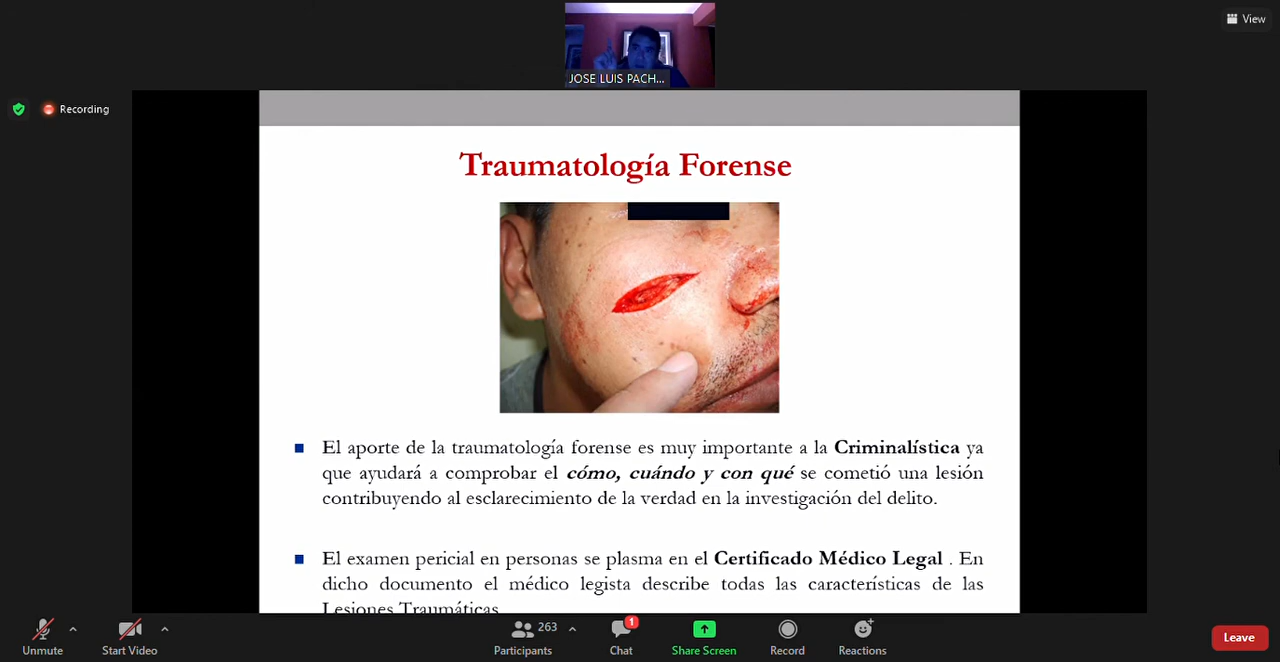 View
JOSE LUIS PACH...
Recording
Traumatología Forense
El aporte de la traumatología forense es muy importante a la Criminalística ya
que ayudará a comprobar el cómo, cuándo y con qué se cometió una lesión
contribuyendo al esclarecimiento de la verdad en la investigación del delito.
El examen pericial en personas se plasma en el Certificado Médico Legal . En
dicho documento el médico legista describe todas las características de las
Lesiones Traumáticas
Unmute
Start Video
263
Participants
1
Chat
Share Screen
Record
Reactions
Leave